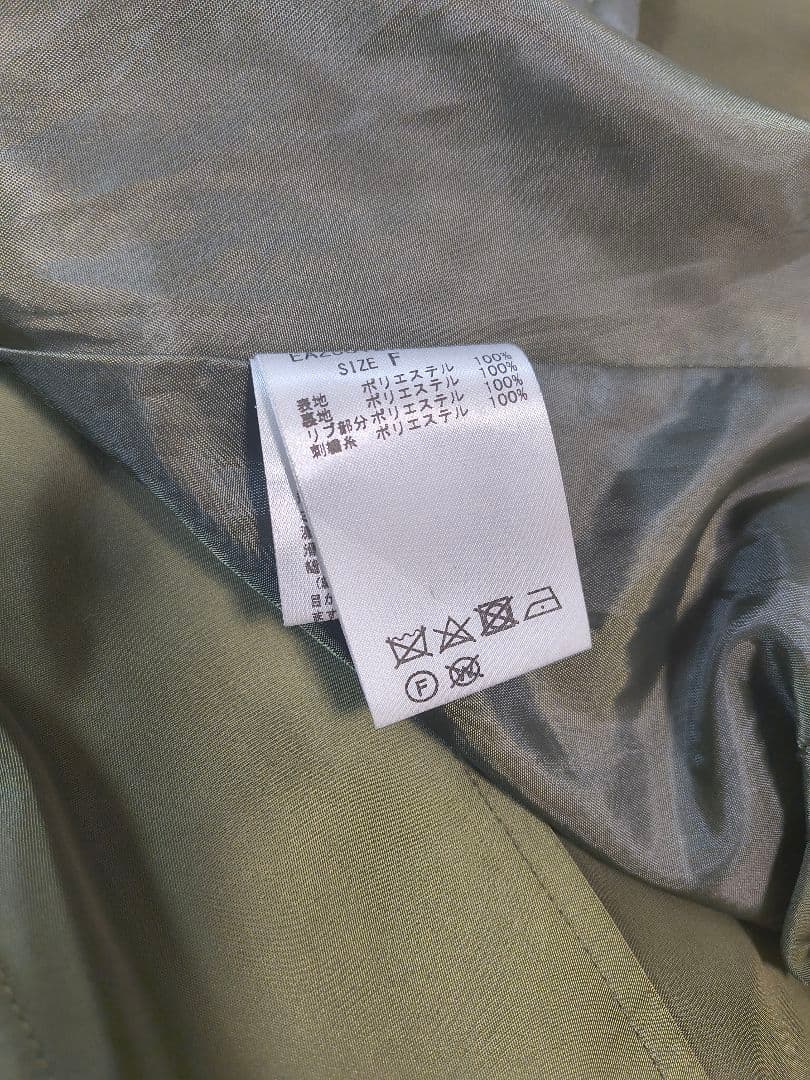 SIZE F
表地 ポリエステル 100%
裏地 ポリエステル 100%
リブ部分 ポリエステル 100%
刺繍糸 ポリエステル 100%
F
W